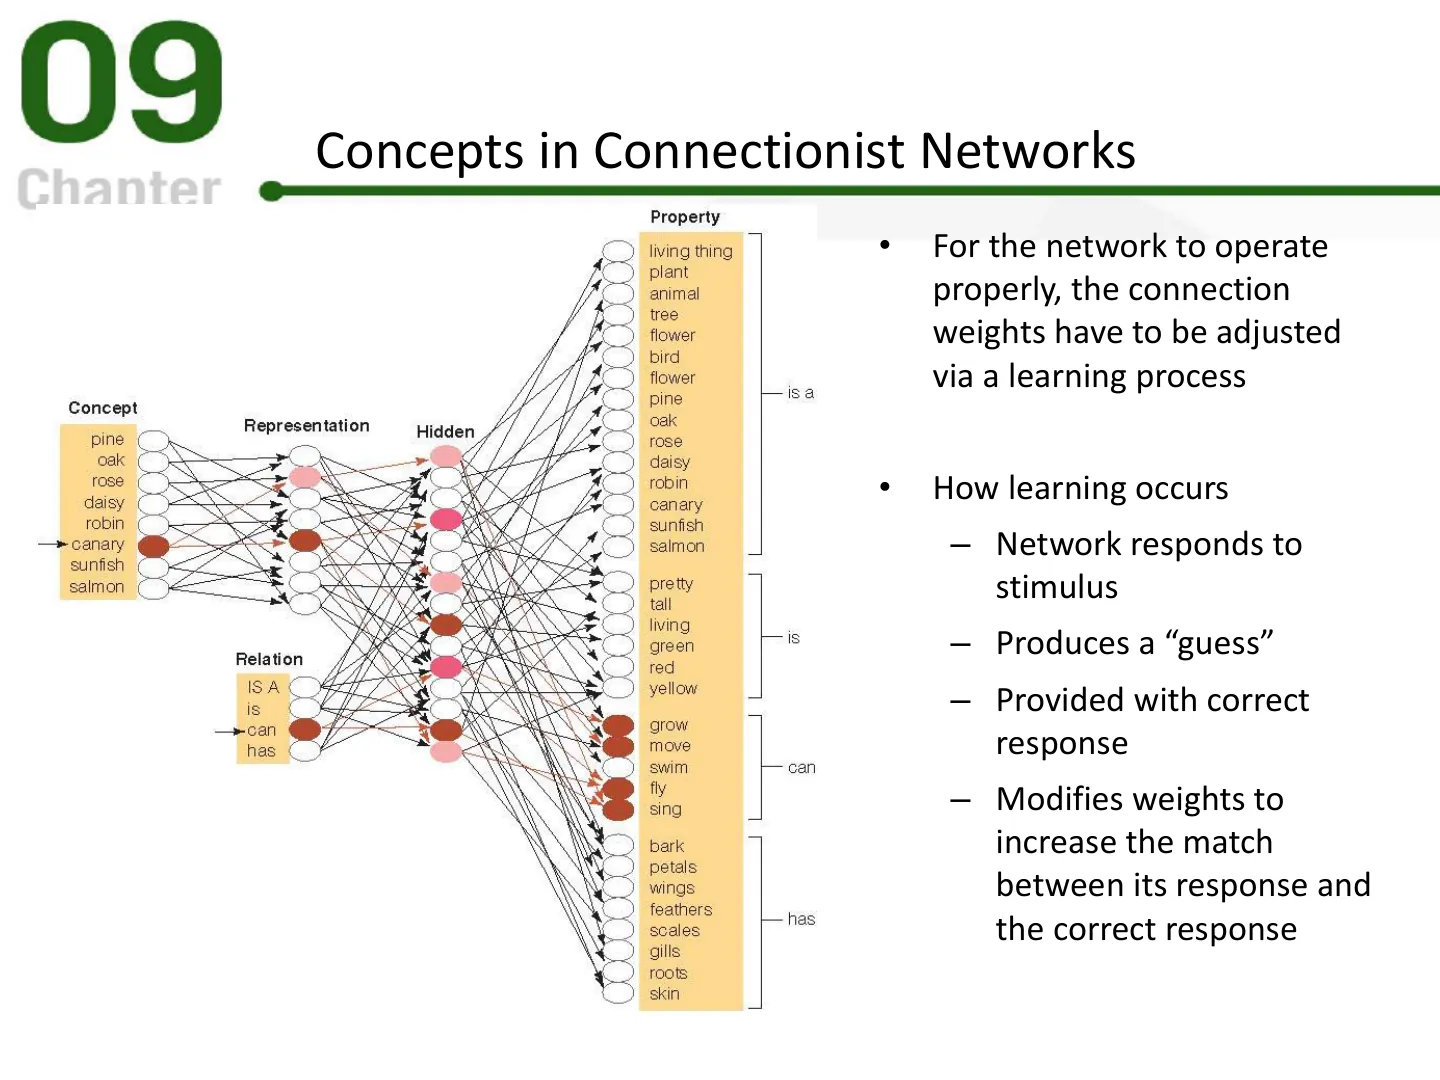 09
Chapter
Concepts in Connectionist Networks
Property
living thing
plant
animal
tree
flower
bird
flower
pine
oak
rose
daisy
robin
canary
sunfish
salmon
is a
pretty
tall
living
green
red
yellow
is
grow
move
swim
fly
sing
can
bark
petals
wings
feathers
scales
gills
roots
skin
has
Concept
pine
oak
rose
daisy
robin
canary
sunfish
salmon
Representation
Hidden
Relation
IS A
is
can
has
• For the network to operate
properly, the connection
weights have to be adjusted
via a learning process
• How learning occurs
– Network responds to
stimulus
– Produces a “guess”
– Provided with correct
response
– Modifies weights to
increase the match
between its response and
the correct response